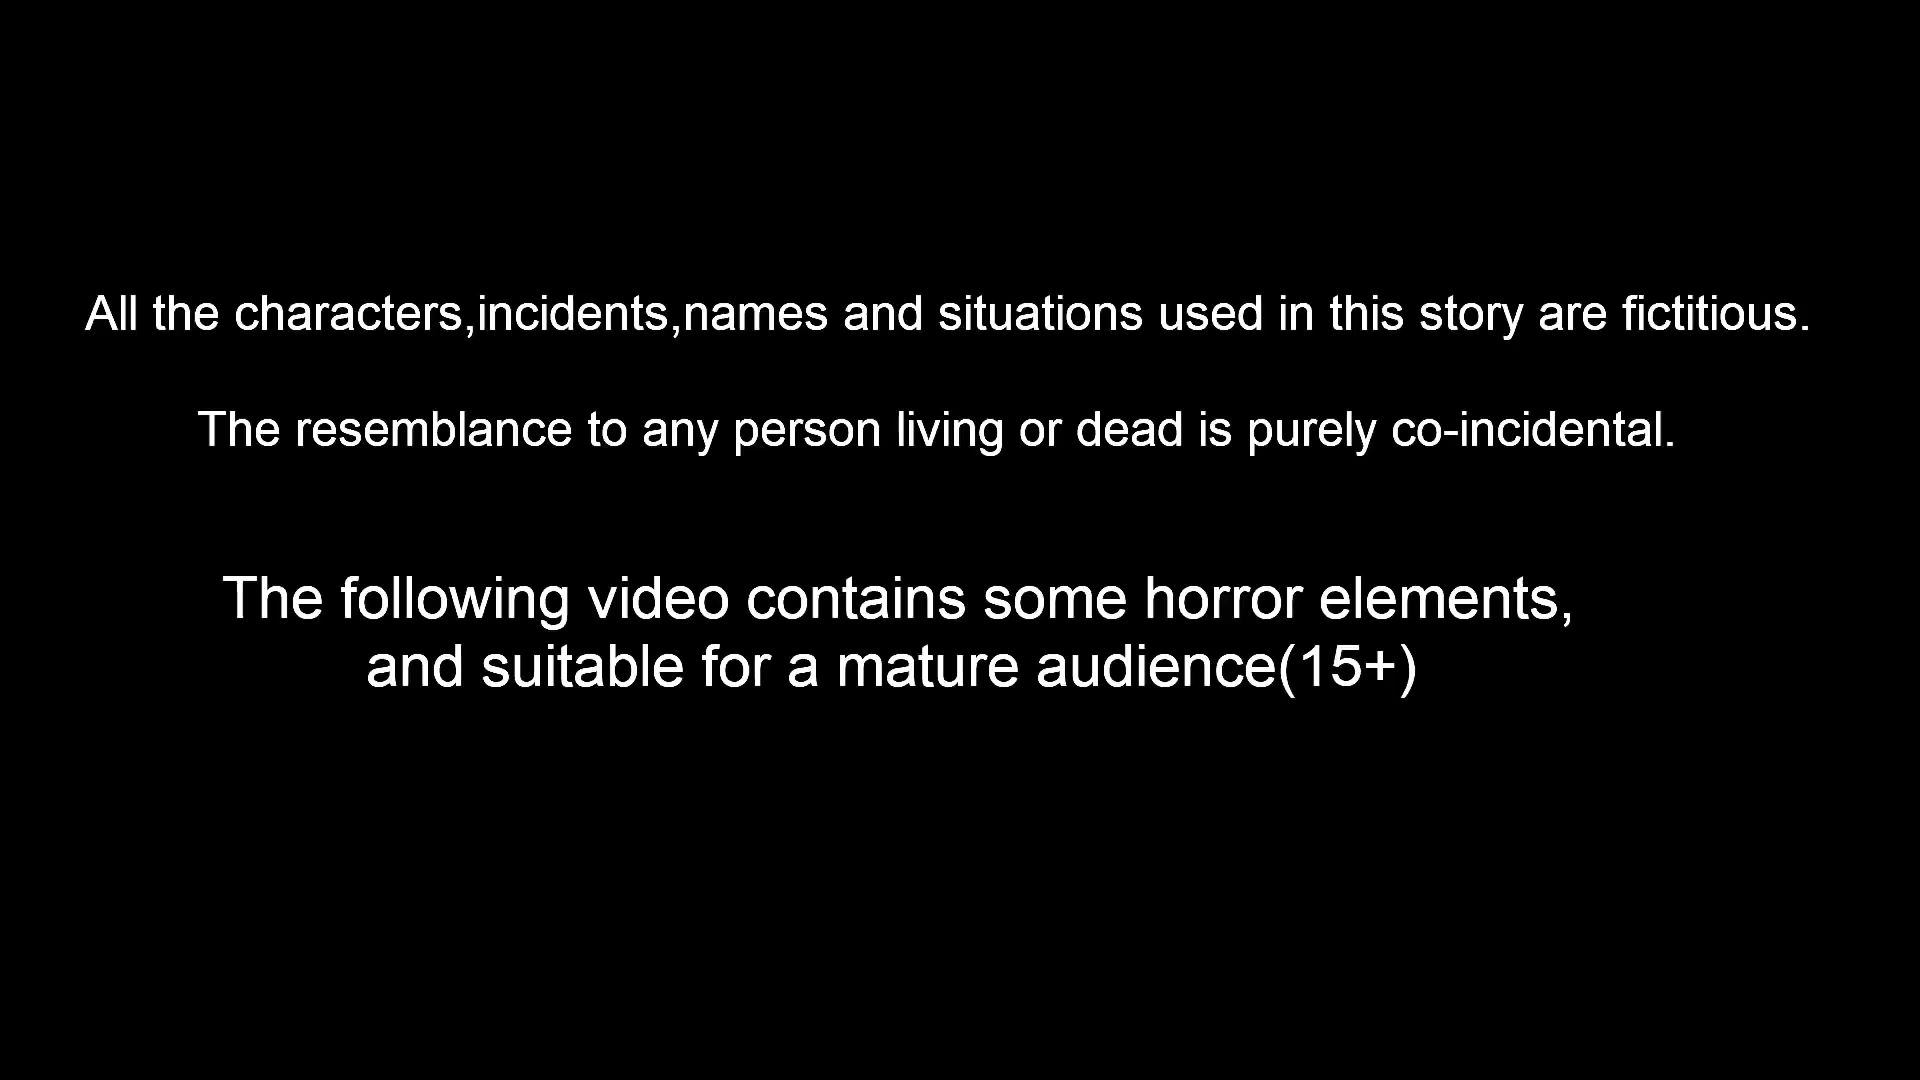 All the characters,incidents,names and situations used in this story are fictitious.
The resemblance to any person living or dead is purely co-incidental.
The following video contains some horror elements,
and suitable for a mature audience(15+)